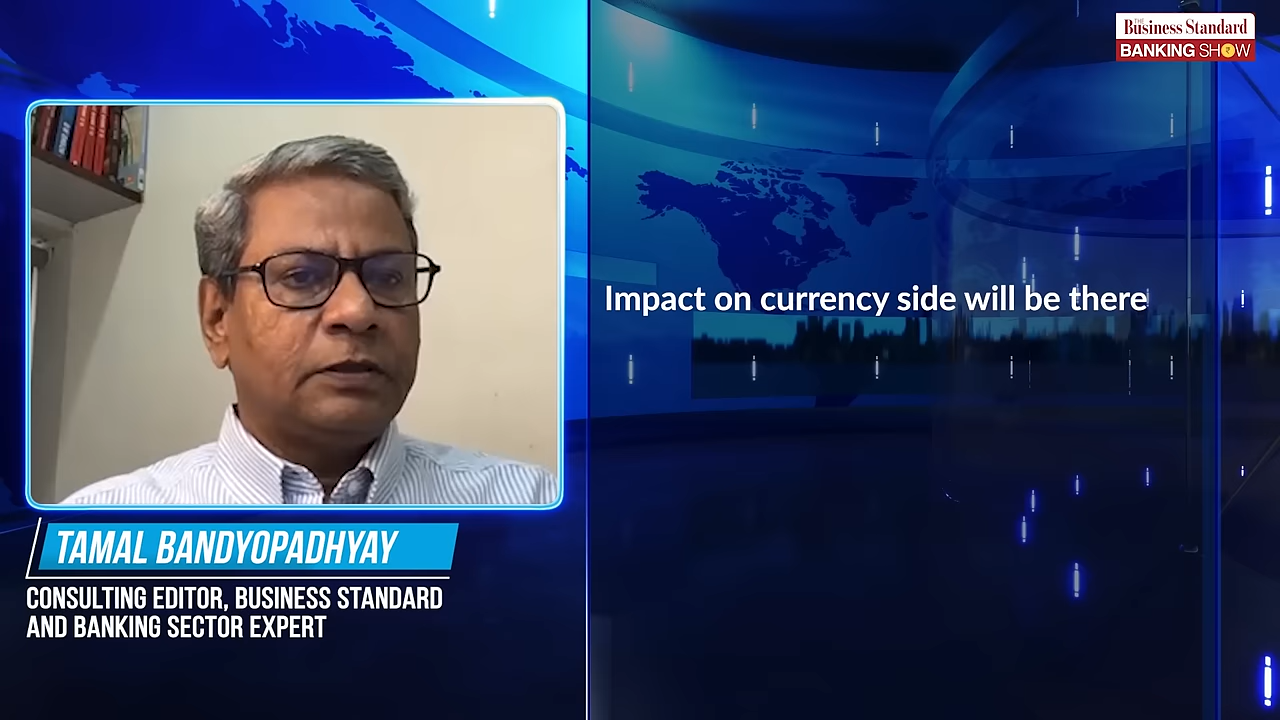 THE
Business Standard
BANKING SHOW
Impact on currency side will be there
TAMAL BANDYOPADHYAY
CONSULTING EDITOR, BUSINESS STANDARD
AND BANKING SECTOR EXPERT